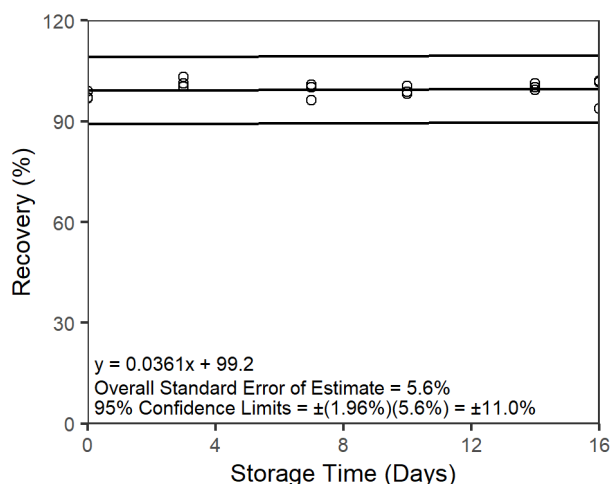 120
90
60
30
0
Recovery (%)
y = 0.0361x + 99.2
Overall Standard Error of Estimate = 5.6%
95% Confidence Limits = ±(1.96%)(5.6%) = ±11.0%
0 4 8 12 16
Storage Time (Days)